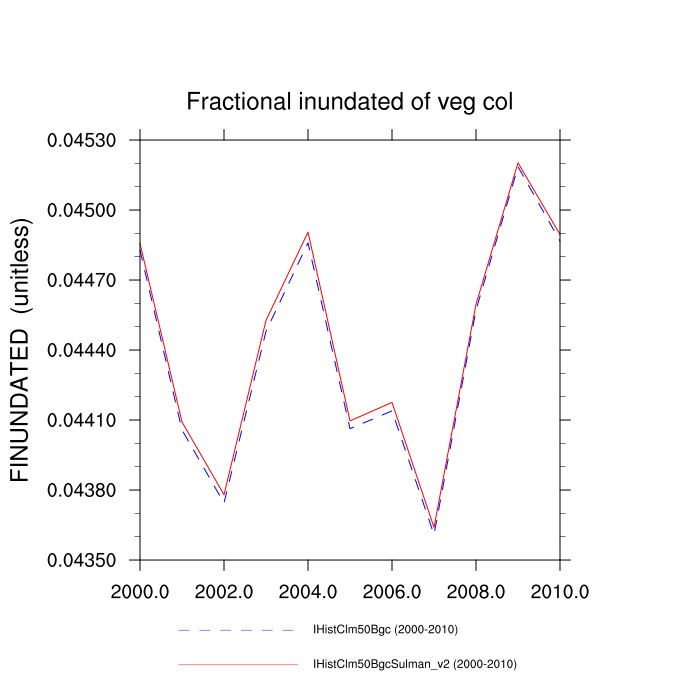 Fractional inundated of veg col
FINUNDATED (unitless)
0.04530
0.04500
0.04470
0.04440
0.04410
0.04380
0.04350
2000.0 2002.0 2004.0 2006.0 2008.0 2010.0
IHistClm50Bgc (2000-2010)
IHistClm50BgcSulman_v2 (2000-2010)